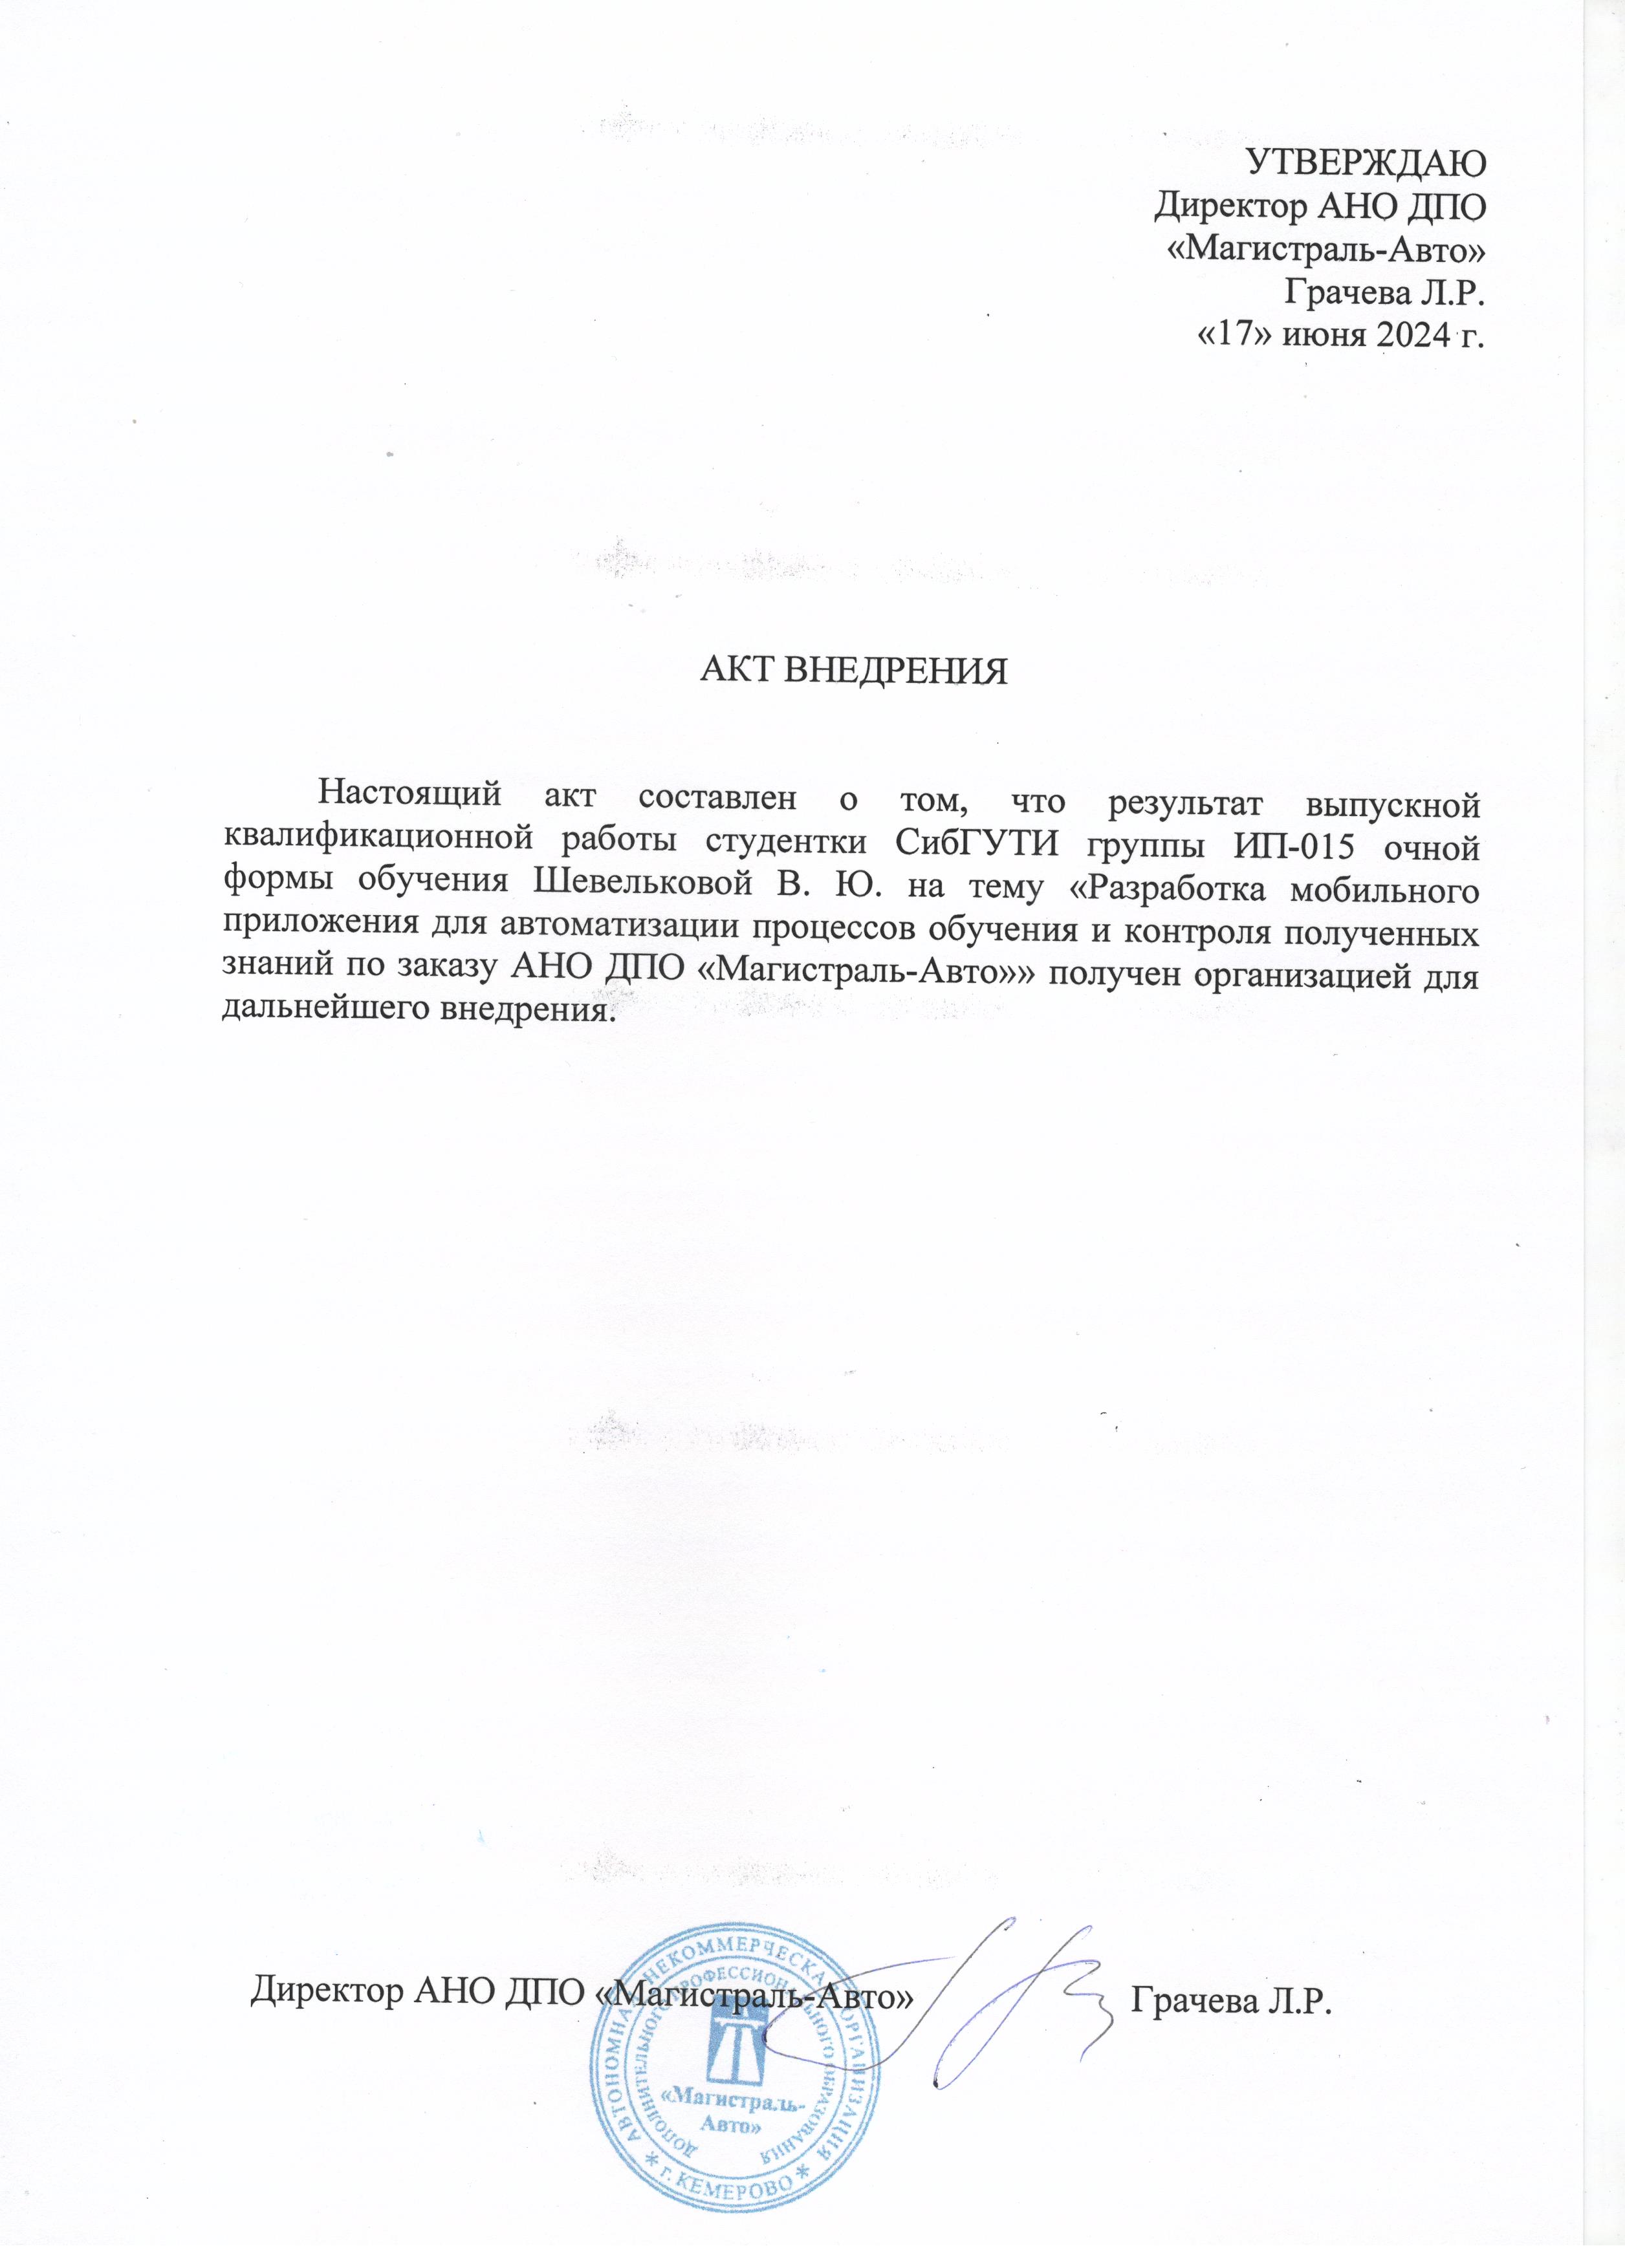 УТВЕРЖДАЮ
Директор АНО ДПО
«Магистраль-Авто»
Грачева Л.Р.
«17» июня 2024 г.
АКТ ВНЕДРЕНИЯ
Настоящий акт составлен о том, что результат выпускной
квалификационной работы студентки СибГУТИ группы ИП-015 очной
формы обучения Шевельковой В. Ю. на тему «Разработка мобильного
приложения для автоматизации процессов обучения и контроля полученных
знаний по заказу АНО ДПО «Магистраль-Авто»» получен организацией для
дальнейшего внедрения.
Директор АНО ДПО «Магистраль-Авто» Грачева Л.Р.
АВТОНОМНАЯ НЕКОММЕРЧЕСКАЯ ОРГАНИЗАЦИЯ
ДОПОЛНИТЕЛЬНОГО ПРОФЕССИОНАЛЬНОГО ОБРАЗОВАНИЯ
«Магистраль-
Авто»
* г. КЕМЕРОВО *